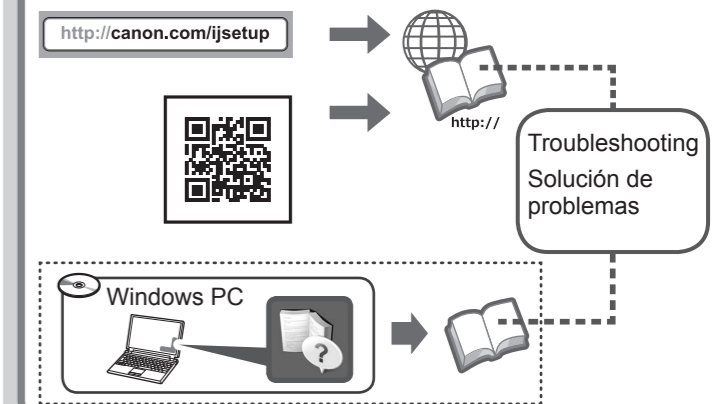 http://canon.com/ijsetup
http://
Troubleshooting
Solución de
problemas
Windows PC
?